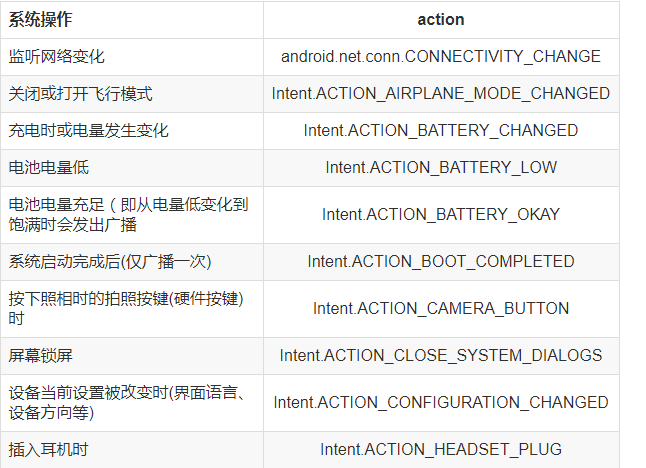 系统操作 action
监听网络变化 android.net.conn.CONNECTIVITY_CHANGE
关闭或打开飞行模式 Intent.ACTION_AIRPLANE_MODE_CHANGED
充电时或电量发生变化 Intent.ACTION_BATTERY_CHANGED
电池电量低 Intent.ACTION_BATTERY_LOW
电池电量充足（即从电量低变化到
饱满时会发出广播 Intent.ACTION_BATTERY_OKAY
系统启动完成后(仅广播一次) Intent.ACTION_BOOT_COMPLETED
按下照相时的拍照按键(硬件按键)
时 Intent.ACTION_CAMERA_BUTTON
屏幕锁屏 Intent.ACTION_CLOSE_SYSTEM_DIALOGS
设备当前设置被改变时(界面语言、
设备方向等) Intent.ACTION_CONFIGURATION_CHANGED
插入耳机时 Intent.ACTION_HEADSET_PLUG